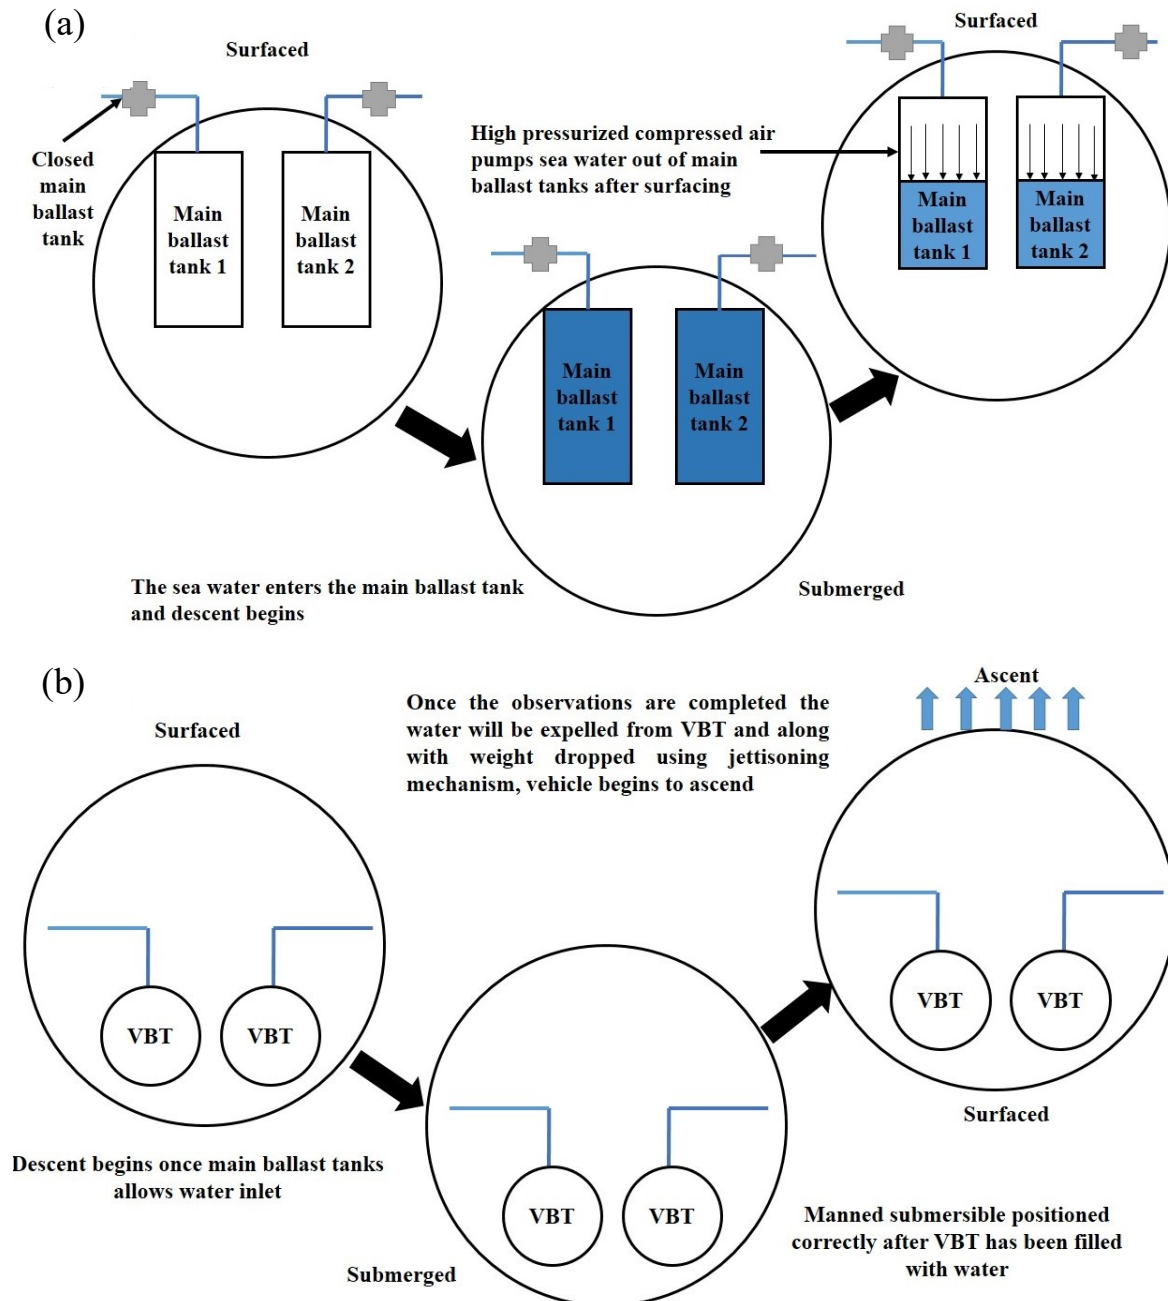 (a)
Surfaced
Closed
main
ballast
tank
Main
ballast
tank 1
Main
ballast
tank 2
High pressurized compressed air
pumps sea water out of main
ballast tanks after surfacing
Surfaced
Main
ballast
tank 1
Main
ballast
tank 2
Main
ballast
tank 1
Main
ballast
tank 2
The sea water enters the main ballast tank
and descent begins
Submerged
(b)
Surfaced
Once the observations are completed the
water will be expelled from VBT and along
with weight dropped using jettisoning
mechanism, vehicle begins to ascend
Ascent
VBT
VBT
VBT
VBT
Surfaced
Descent begins once main ballast tanks
allows water inlet
VBT
VBT
Submerged
Manned submersible positioned
correctly after VBT has been filled
with water